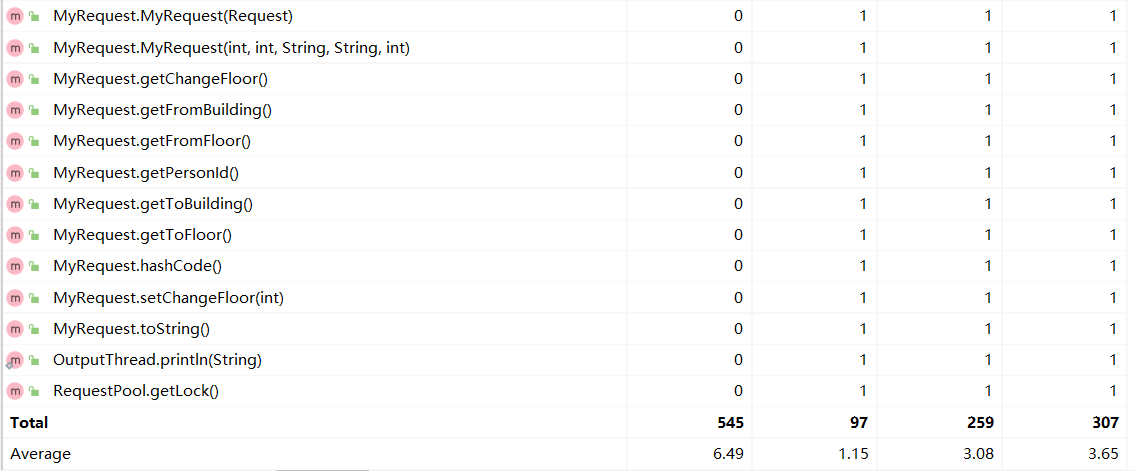 m MyRequest.MyRequest(Request) 0 1 1 1
m MyRequest.MyRequest(int, int, String, String, int) 0 1 1 1
m MyRequest.getChangeFloor() 0 1 1 1
m MyRequest.getFromBuilding() 0 1 1 1
m MyRequest.getFromFloor() 0 1 1 1
m MyRequest.getPersonId() 0 1 1 1
m MyRequest.getToBuilding() 0 1 1 1
m MyRequest.getToFloor() 0 1 1 1
m MyRequest.hashCode() 0 1 1 1
m MyRequest.setChangeFloor(int) 0 1 1 1
m MyRequest.toString() 0 1 1 1
m OutputThread.println(String) 0 1 1 1
m RequestPool.getLock() 0 1 1 1
Total 545 97 259 307
Average 6.49 1.15 3.08 3.65